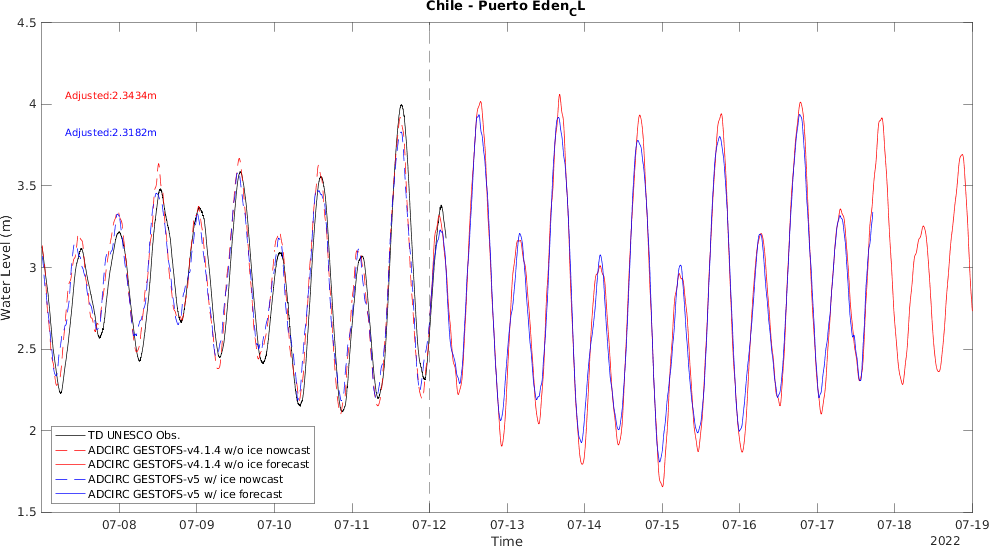 Chile - Puerto Eden_CL
4.5
4
3.5
3
2.5
2
1.5
Water Level (m)
Adjusted:2.3434m
Adjusted:2.3182m
TD UNESCO Obs.
ADCIRC GESTOFS-v4.1.4 w/o ice nowcast
ADCIRC GESTOFS-v4.1.4 w/o ice forecast
ADCIRC GESTOFS-v5 w/ ice nowcast
ADCIRC GESTOFS-v5 w/ ice forecast
07-08 07-09 07-10 07-11 07-12 07-13 07-14 07-15 07-16 07-17 07-18 07-19
Time
2022